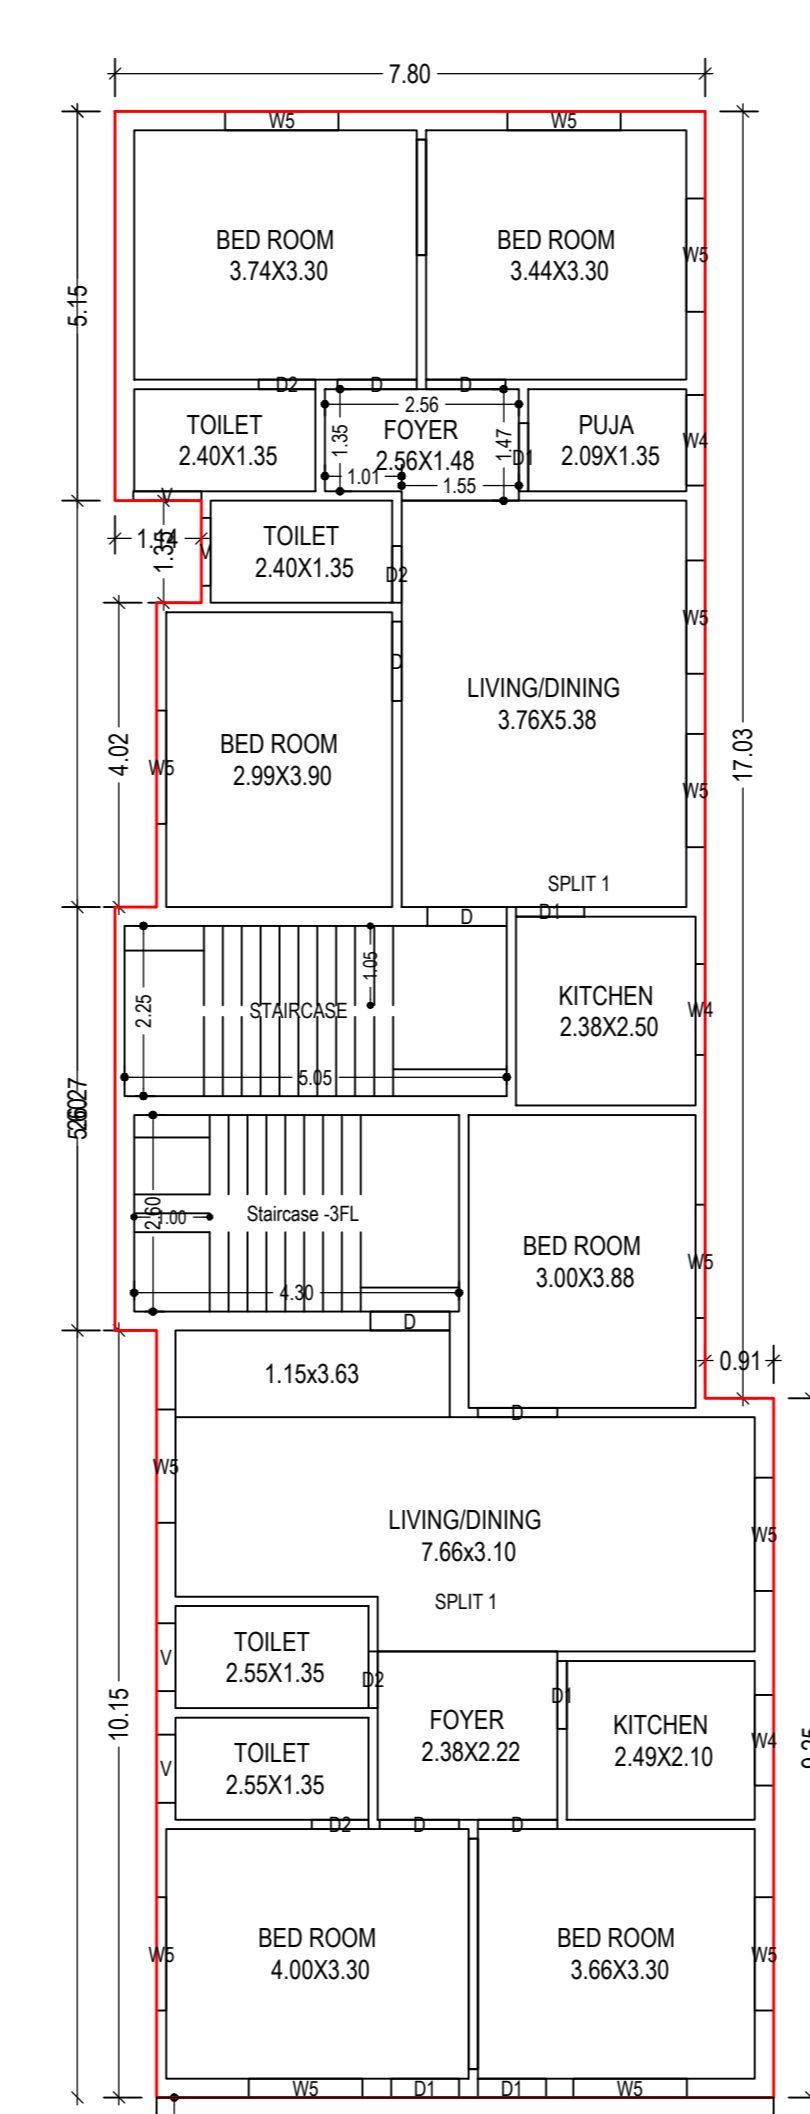 7.80
W5
W5
BED ROOM
3.74X3.30
BED ROOM
3.44X3.30
W5
5.15
D2
D
D
2.56
TOILET
2.40X1.35
1.35
FOYER
2.56X1.48
1.47
D1
PUJA
2.09X1.35
W4
1.01
1.55
V
1.14
1.35
V
TOILET
2.40X1.35
D2
W5
D
LIVING/DINING
3.76X5.38
4.02
BED ROOM
2.99X3.90
W5
17.03
W5
SPLIT 1
D
D1
1.05
2.25
STAIRCASE
KITCHEN
2.38X2.50
W4
5.05
2.60
1.00
Staircase -3FL
BED ROOM
3.00X3.88
W5
4.30
D
0.91
1.15x3.63
D
W5
LIVING/DINING
7.66x3.10
W5
SPLIT 1
TOILET
2.55X1.35
V
D2
D1
10.15
FOYER
2.38X2.22
KITCHEN
2.49X2.10
W4
TOILET
2.55X1.35
V
D2
D
D
BED ROOM
4.00X3.30
BED ROOM
3.66X3.30
W5
W5
W5
D1
D1
W5